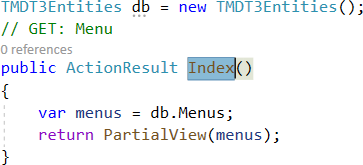 TMDT3Entities db = new TMDT3Entities();
// GET: Menu
0 references
public ActionResult Index()
{
    var menus = db.Menus;
    return PartialView(menus);
}